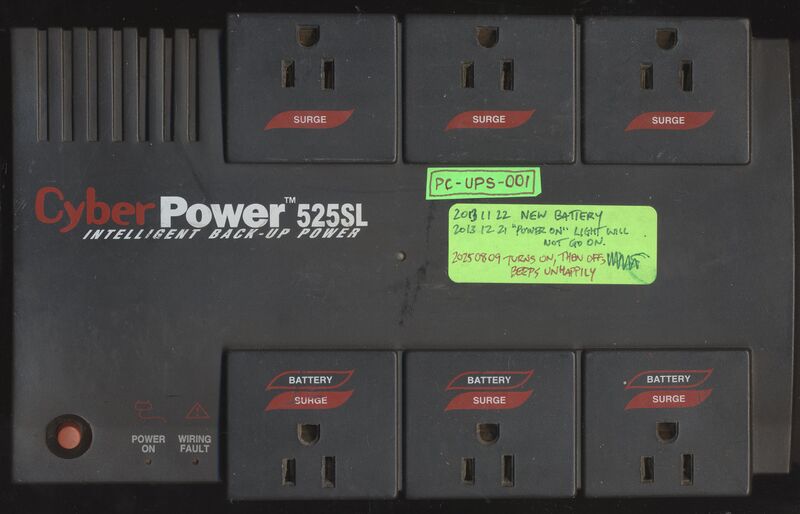 SURGE
SURGE
SURGE
PC-UPS-001
CyberPower™ 525SL
INTELLIGENT BACK-UP POWER
2013 11 22 NEW BATTERY
2013 12 21 "POWER ON" LIGHT WILL
NOT GO ON.
2025 08 09 TURNS ON, THEN OFF,
BEEPS UNHAPPILY
BATTERY
SURGE
BATTERY
SURGE
BATTERY
SURGE
POWER
ON
WIRING
FAULT